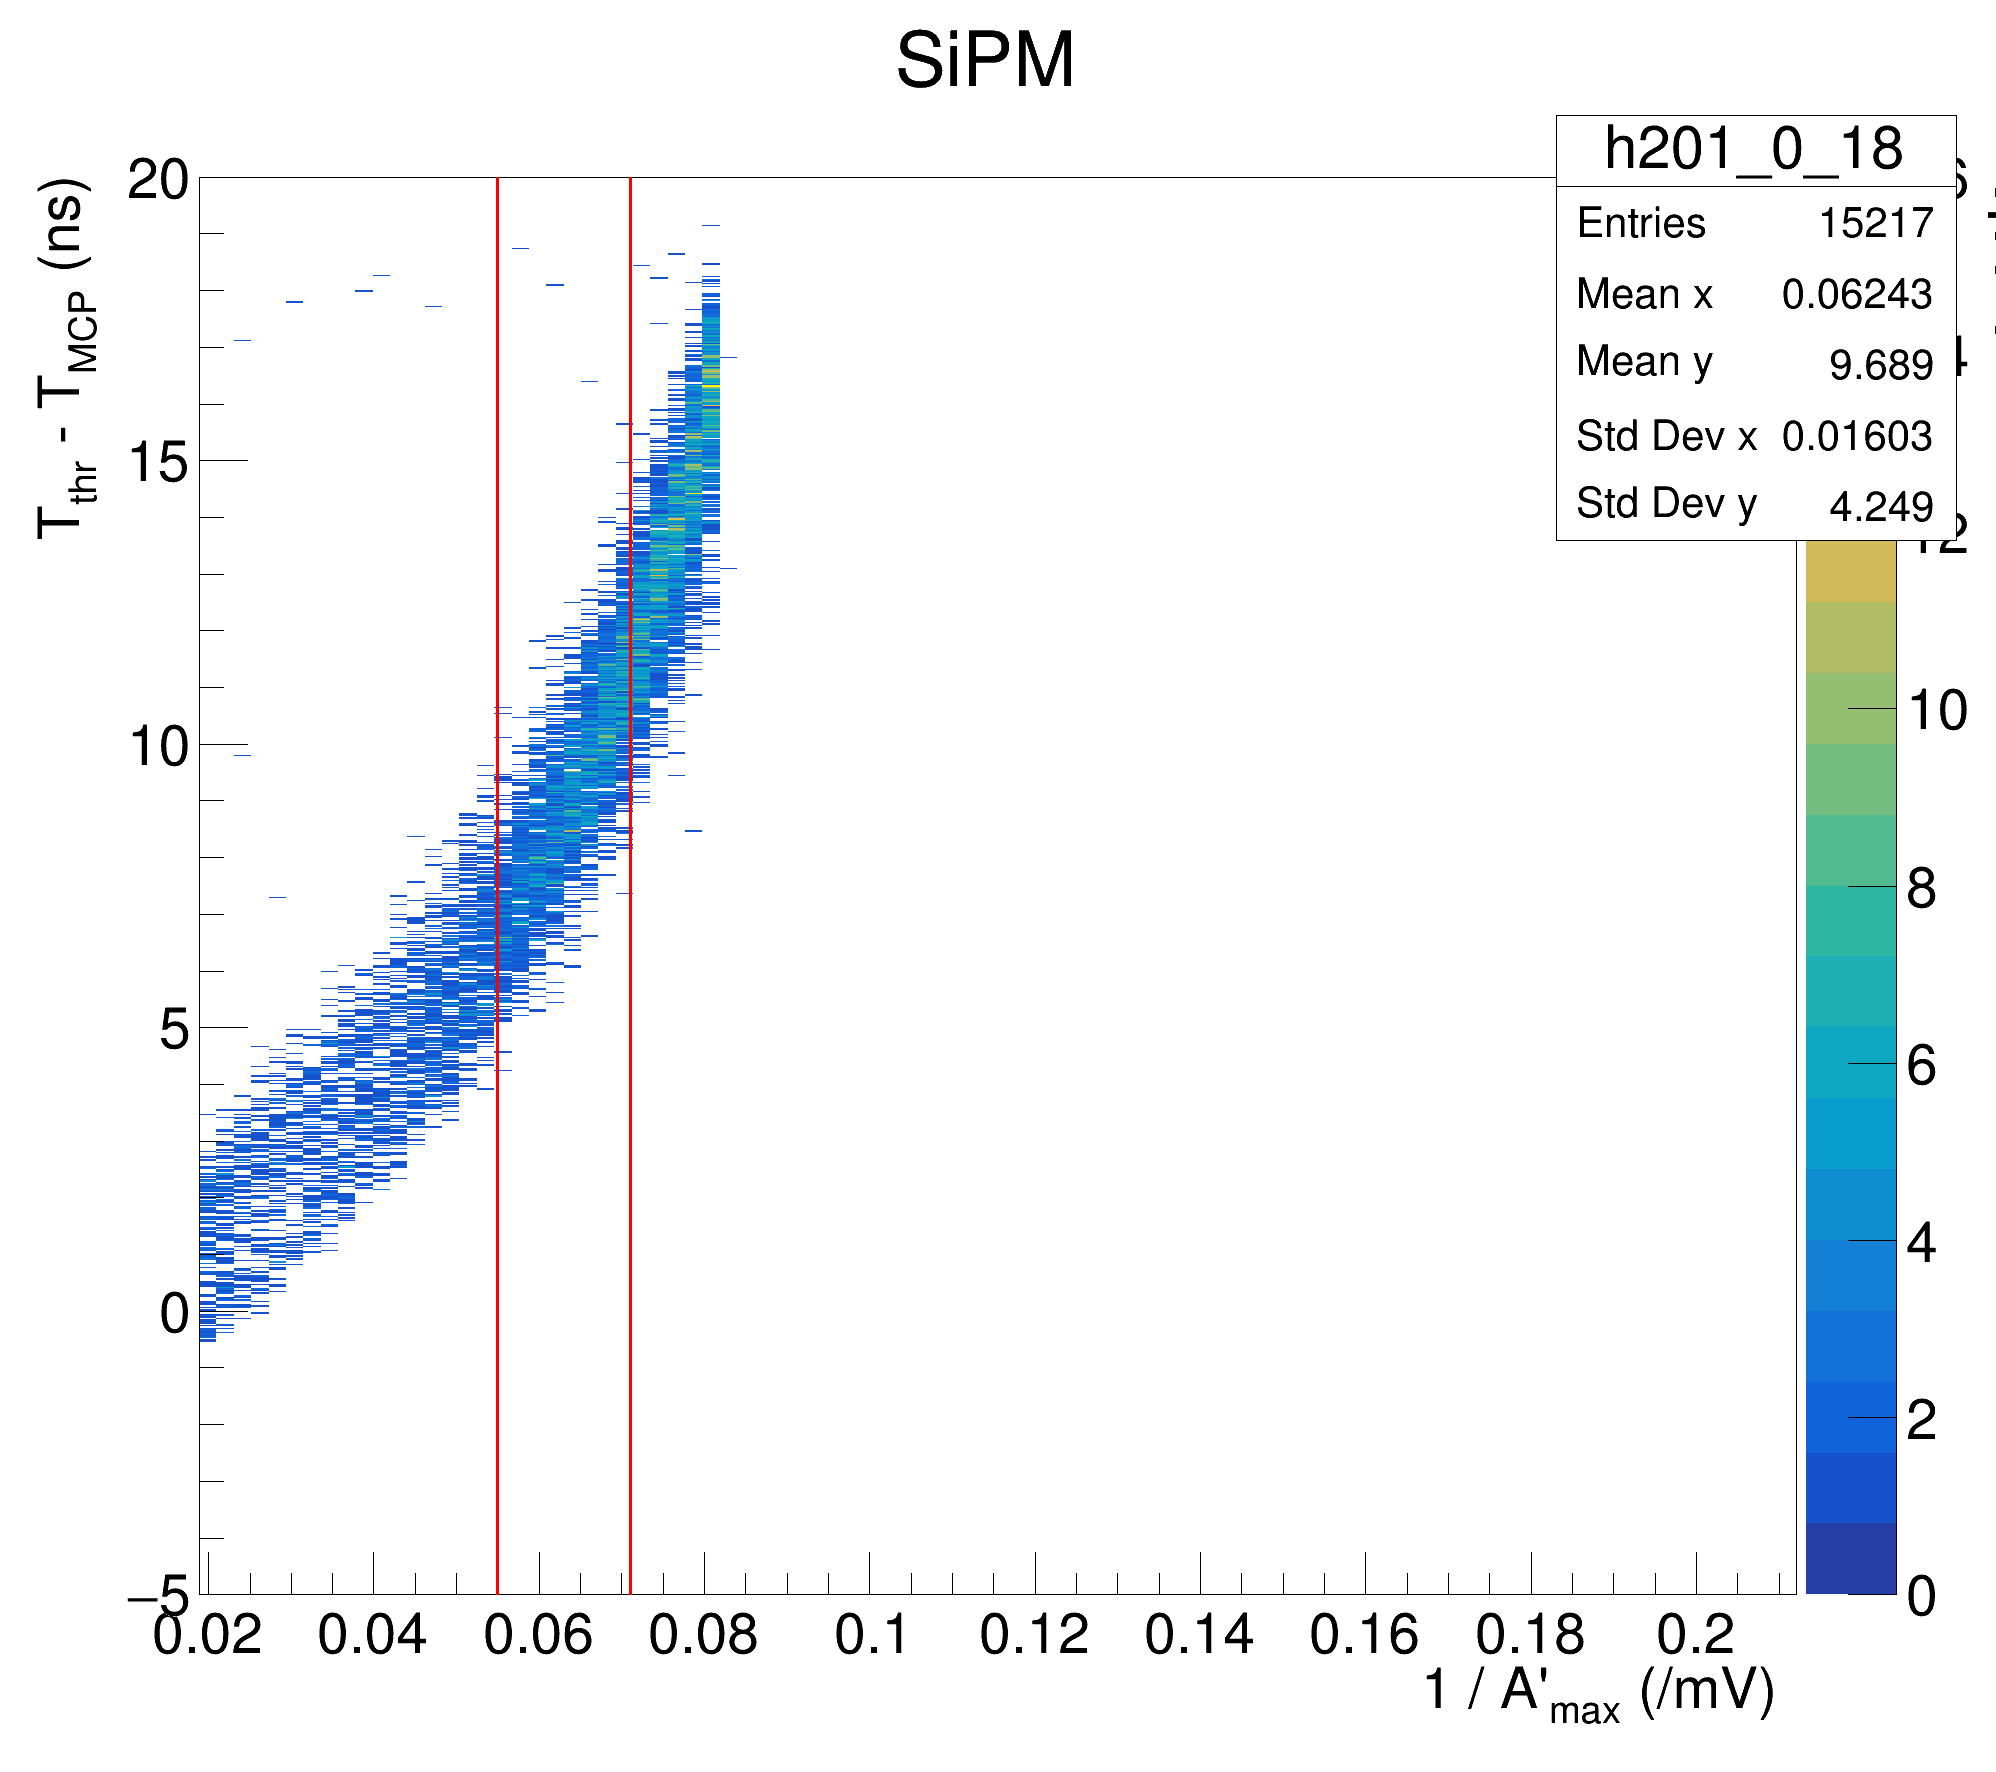 SiPM
h201_0_18
Entries 15217
Mean x 0.06243
Mean y 9.689
Std Dev x 0.01603
Std Dev y 4.249
T_thr - T_MCP (ns)
20
15
10
5
0
−5
0.02 0.04 0.06 0.08 0.1 0.12 0.14 0.16 0.18 0.2
1 / A'_max (/mV)
12
10
8
6
4
2
0